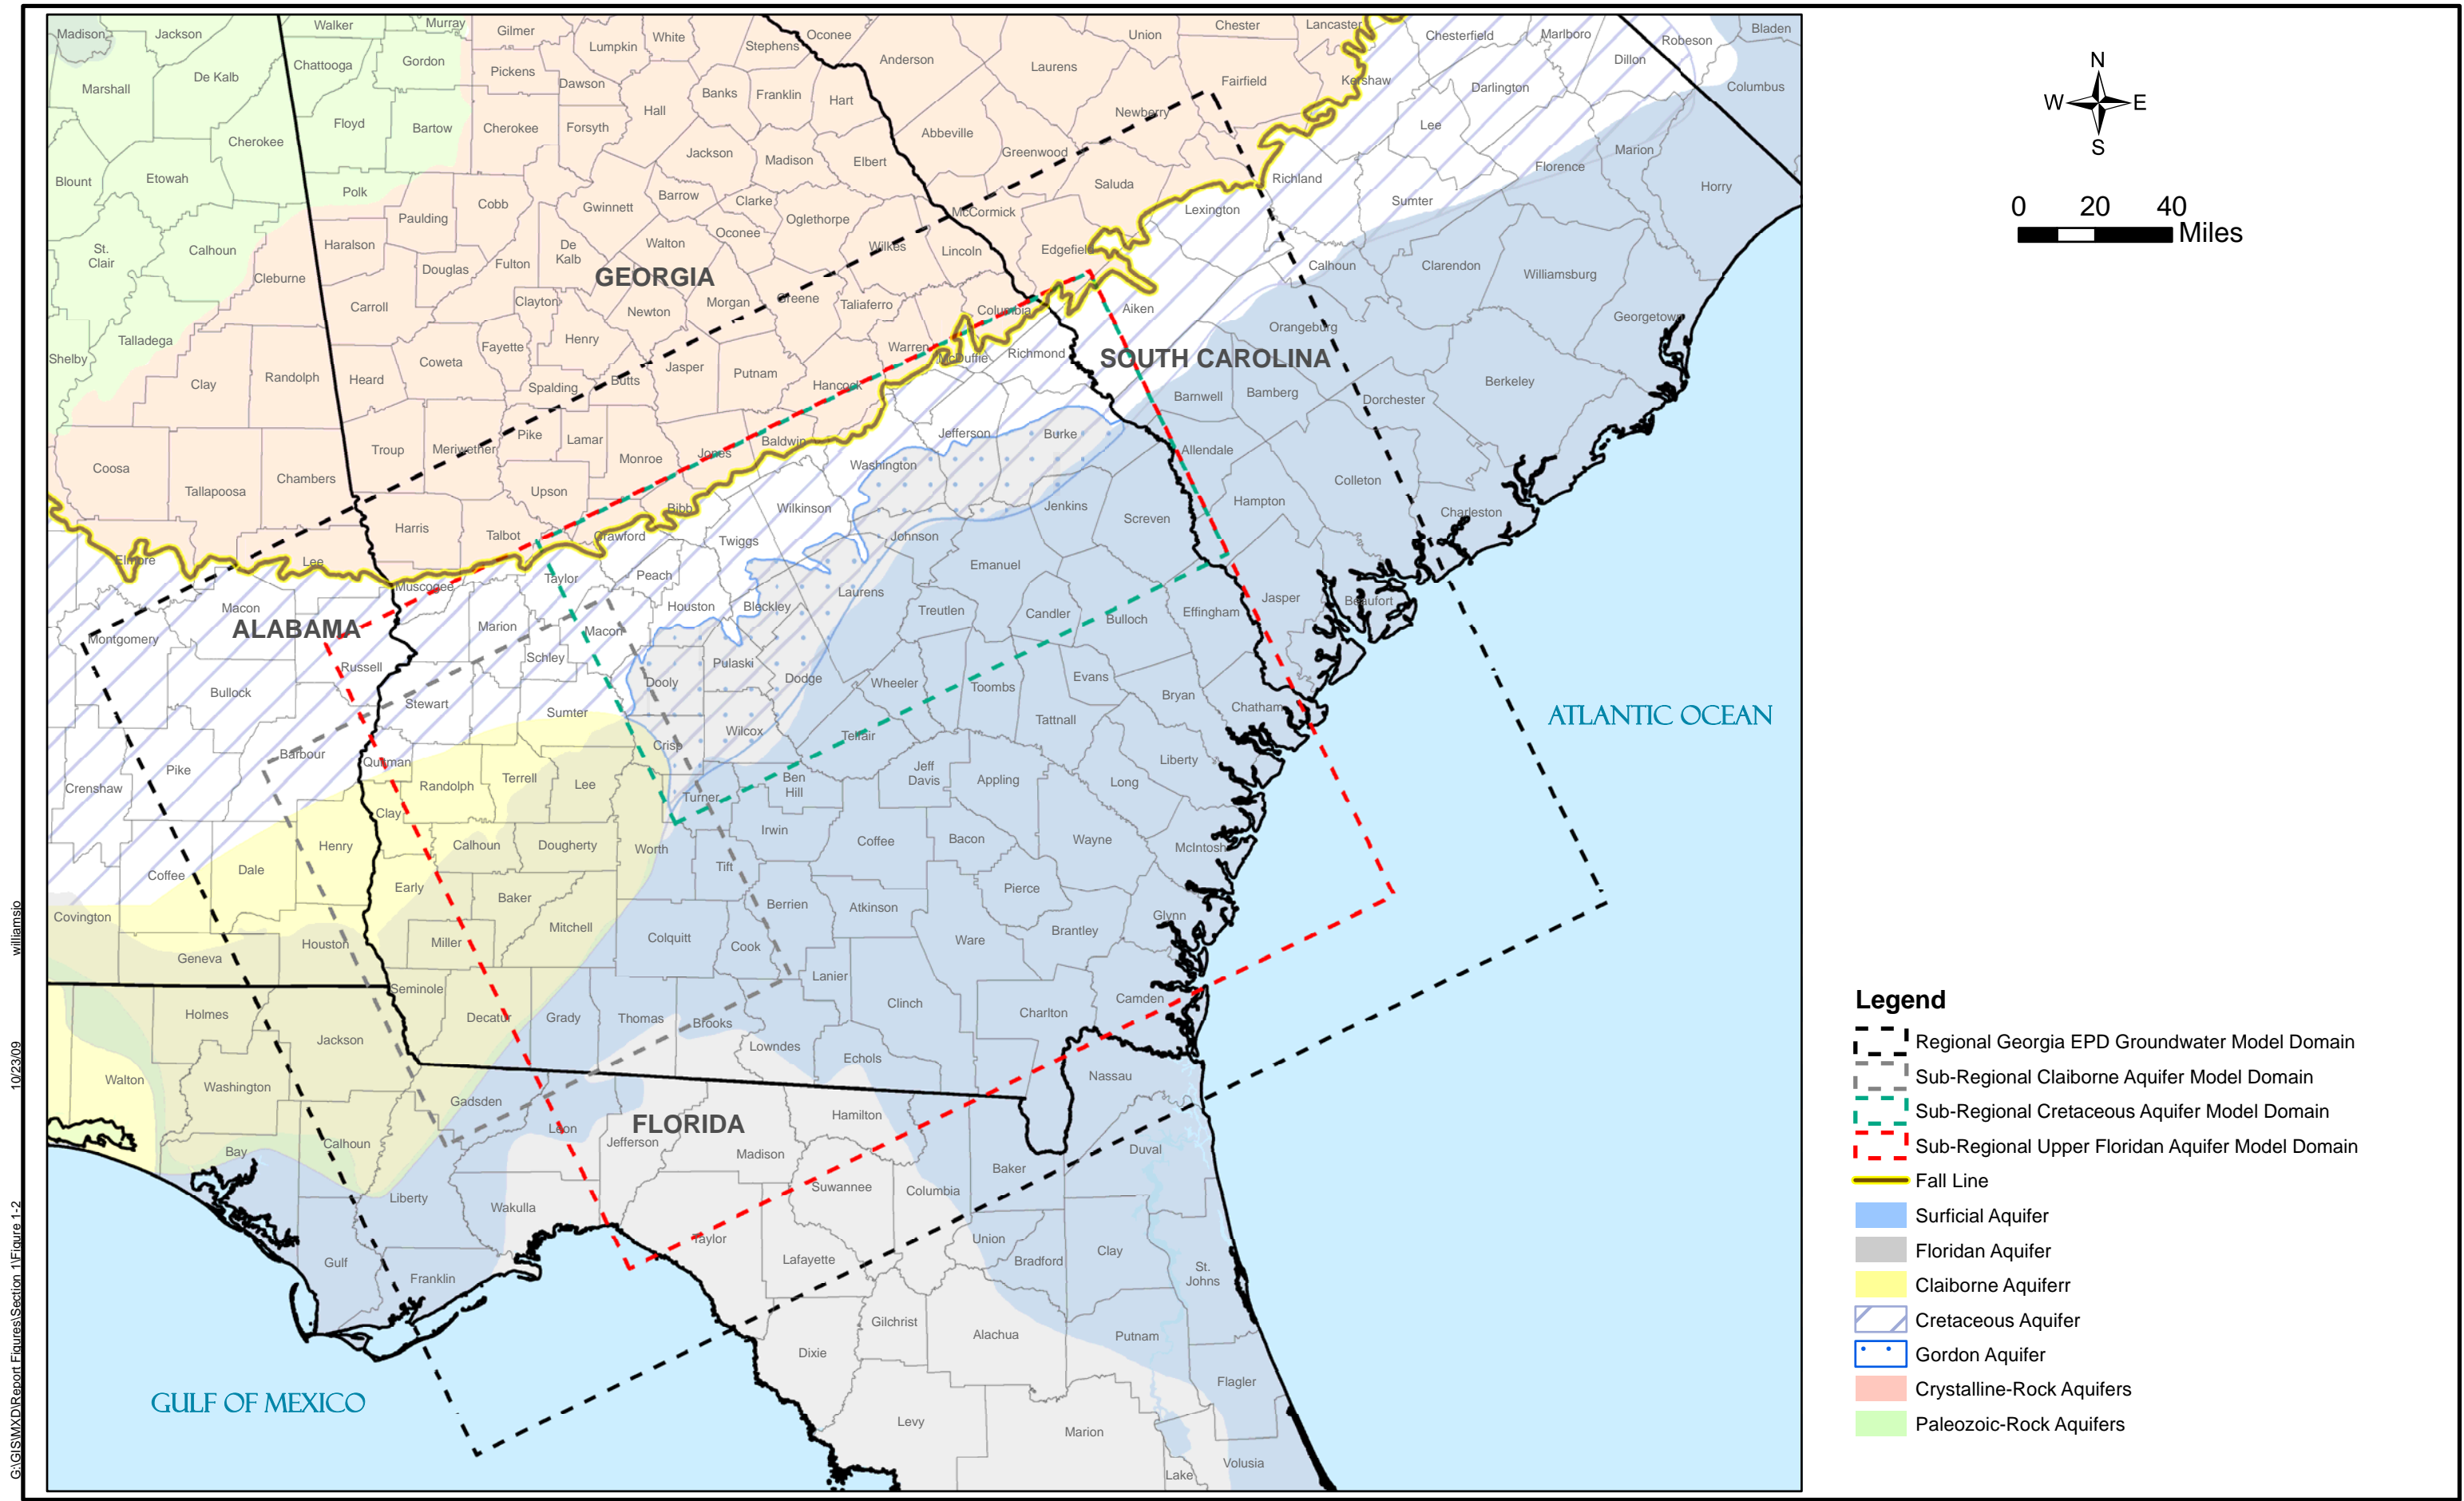 Madison
Jackson
Walker
Murray
Gilmer
Lumpkin
White
Stephens
Oconee
Anderson
Union
Chester
Lancaster
Chesterfield
Marlboro
Robeson
Bladen
Marshall
De Kalb
Chattooga
Gordon
Pickens
Dawson
Hall
Banks
Franklin
Hart
Laurens
Fairfield
Kershaw
Darlington
Dillon
Columbus
Cherokee
Floyd
Bartow
Cherokee
Forsyth
Jackson
Madison
Elbert
Abbeville
Greenwood
Newberry
Lee
Marion
Blount
Etowah
Polk
Cobb
Barrow
Clarke
Oglethorpe
Saluda
Richland
Florence
Horry
Paulding
Gwinnett
McCormick
Lexington
Sumter
St.
Clair
Calhoun
Haralson
De
Kalb
Walton
Oconee
Wilkes
Lincoln
Edgefield
Cleburne
Douglas
Fulton
GEORGIA
Calhoun
Clarendon
Williamsburg
Carroll
Clayton
Newton
Morgan
Greene
Taliaferro
Columbia
Aiken
Georgetown
Talladega
Shelby
Fayette
Henry
Warren
McDuffie
Richmond
Orangeburg
SOUTH CAROLINA
Clay
Randolph
Heard
Coweta
Spalding
Butts
Jasper
Putnam
Hancock
Barnwell
Bamberg
Dorchester
Berkeley
Coosa
Troup
Meriwether
Pike
Lamar
Monroe
Jones
Baldwin
Jefferson
Burke
Allendale
Tallapoosa
Chambers
Upson
Washington
Colleton
Harris
Talbot
Bibb
Wilkinson
Jenkins
Screven
Hampton
Charleston
Elmore
Lee
Crawford
Twiggs
Johnson
Emanuel
Muscogee
Taylor
Peach
Macon
Houston
Bleckley
Laurens
Treutlen
Candler
Bulloch
Effingham
Jasper
Beaufort
ALABAMA
Montgomery
Marion
Macon
Schley
Russell
Bullock
Stewart
Sumter
Dooly
Pulaski
Dodge
Wheeler
Toombs
Evans
Bryan
Tattnall
Chatham
ATLANTIC OCEAN
Crisp
Wilcox
Telfair
Barbour
Quitman
Pike
Crenshaw
Randolph
Terrell
Lee
Turner
Ben
Hill
Jeff
Davis
Appling
Long
Liberty
Clay
Henry
Calhoun
Dougherty
Worth
Irwin
Coffee
Bacon
Wayne
McIntosh
Coffee
Dale
Early
Baker
Tift
Pierce
Covington
Berrien
Atkinson
Glynn
Mitchell
Geneva
Houston
Miller
Colquitt
Cook
Ware
Brantley
Lanier
Seminole
Clinch
Camden
Holmes
Jackson
Decatur
Grady
Thomas
Brooks
Charlton
Lowndes
Echols
Walton
Washington
Gadsden
Nassau
Leon
FLORIDA
Hamilton
Bay
Calhoun
Jefferson
Madison
Baker
Duval
Liberty
Wakulla
Suwannee
Columbia
Taylor
Lafayette
Union
Bradford
Clay
St.
Johns
Gulf
Franklin
Gilchrist
Alachua
Putnam
Dixie
Flagler
GULF OF MEXICO
Levy
Marion
Volusia
Lake
N
W E
S
0 20 40
Miles
Legend
Regional Georgia EPD Groundwater Model Domain
Sub-Regional Claiborne Aquifer Model Domain
Sub-Regional Cretaceous Aquifer Model Domain
Sub-Regional Upper Floridan Aquifer Model Domain
Fall Line
Surficial Aquifer
Floridan Aquifer
Claiborne Aquiferr
Cretaceous Aquifer
Gordon Aquifer
Crystalline-Rock Aquifers
Paleozoic-Rock Aquifers
G:\GIS\MXD\Report Figures\Section 1\Figure 1-2 10/23/09 williamsjo